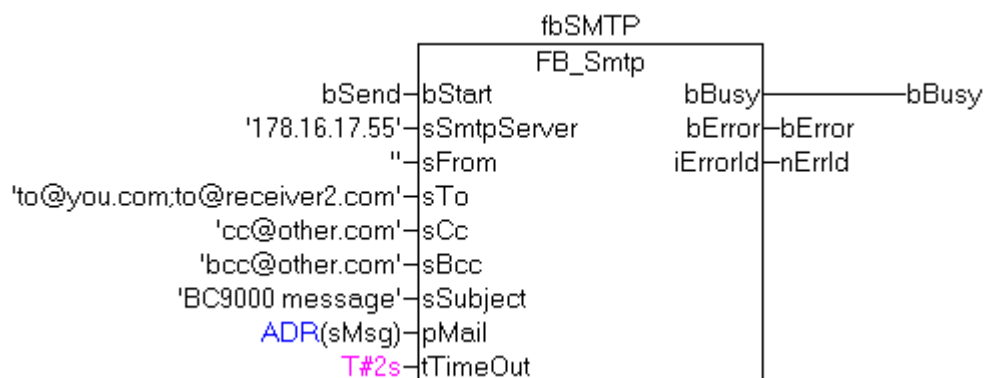 fbSMTP
FB_Smtp
bSend bStart bBusy bBusy
'178.16.17.55' sSmtpServer bError bError
'' sFrom iErrorId nErrId
'to@you.com;to@receiver2.com' sTo
'cc@other.com' sCc
'bcc@other.com' sBcc
'BC9000 message' sSubject
ADR(sMsg) pMail
T#2s tTimeOut